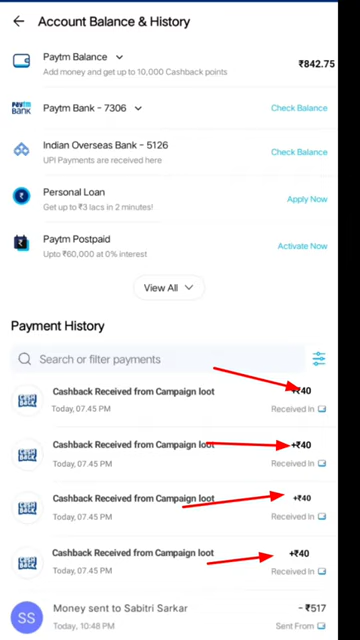 Account Balance & History
Paytm Balance
Add money and get up to 10,000 Cashback points
₹842.75
Paytm Bank - 7306
Check Balance
Indian Overseas Bank - 5126
UPI Payments are received here
Check Balance
Personal Loan
Get up to ₹3 lacs in 2 minutes!
Apply Now
Paytm Postpaid
Upto ₹60,000 at 0% interest
Activate Now
View All
Payment History
Search or filter payments
Cashback Received from Campaign loot
+₹40
Today, 07.45 PM
Received In
Cashback Received from Campaign loot
+₹40
Today, 07.45 PM
Received In
Cashback Received from Campaign loot
+₹40
Today, 07.45 PM
Received In
Cashback Received from Campaign loot
+₹40
Today, 07.45 PM
Received In
SS
Money sent to Sabitri Sarkar
- ₹517
Today, 10:48 PM
Sent From